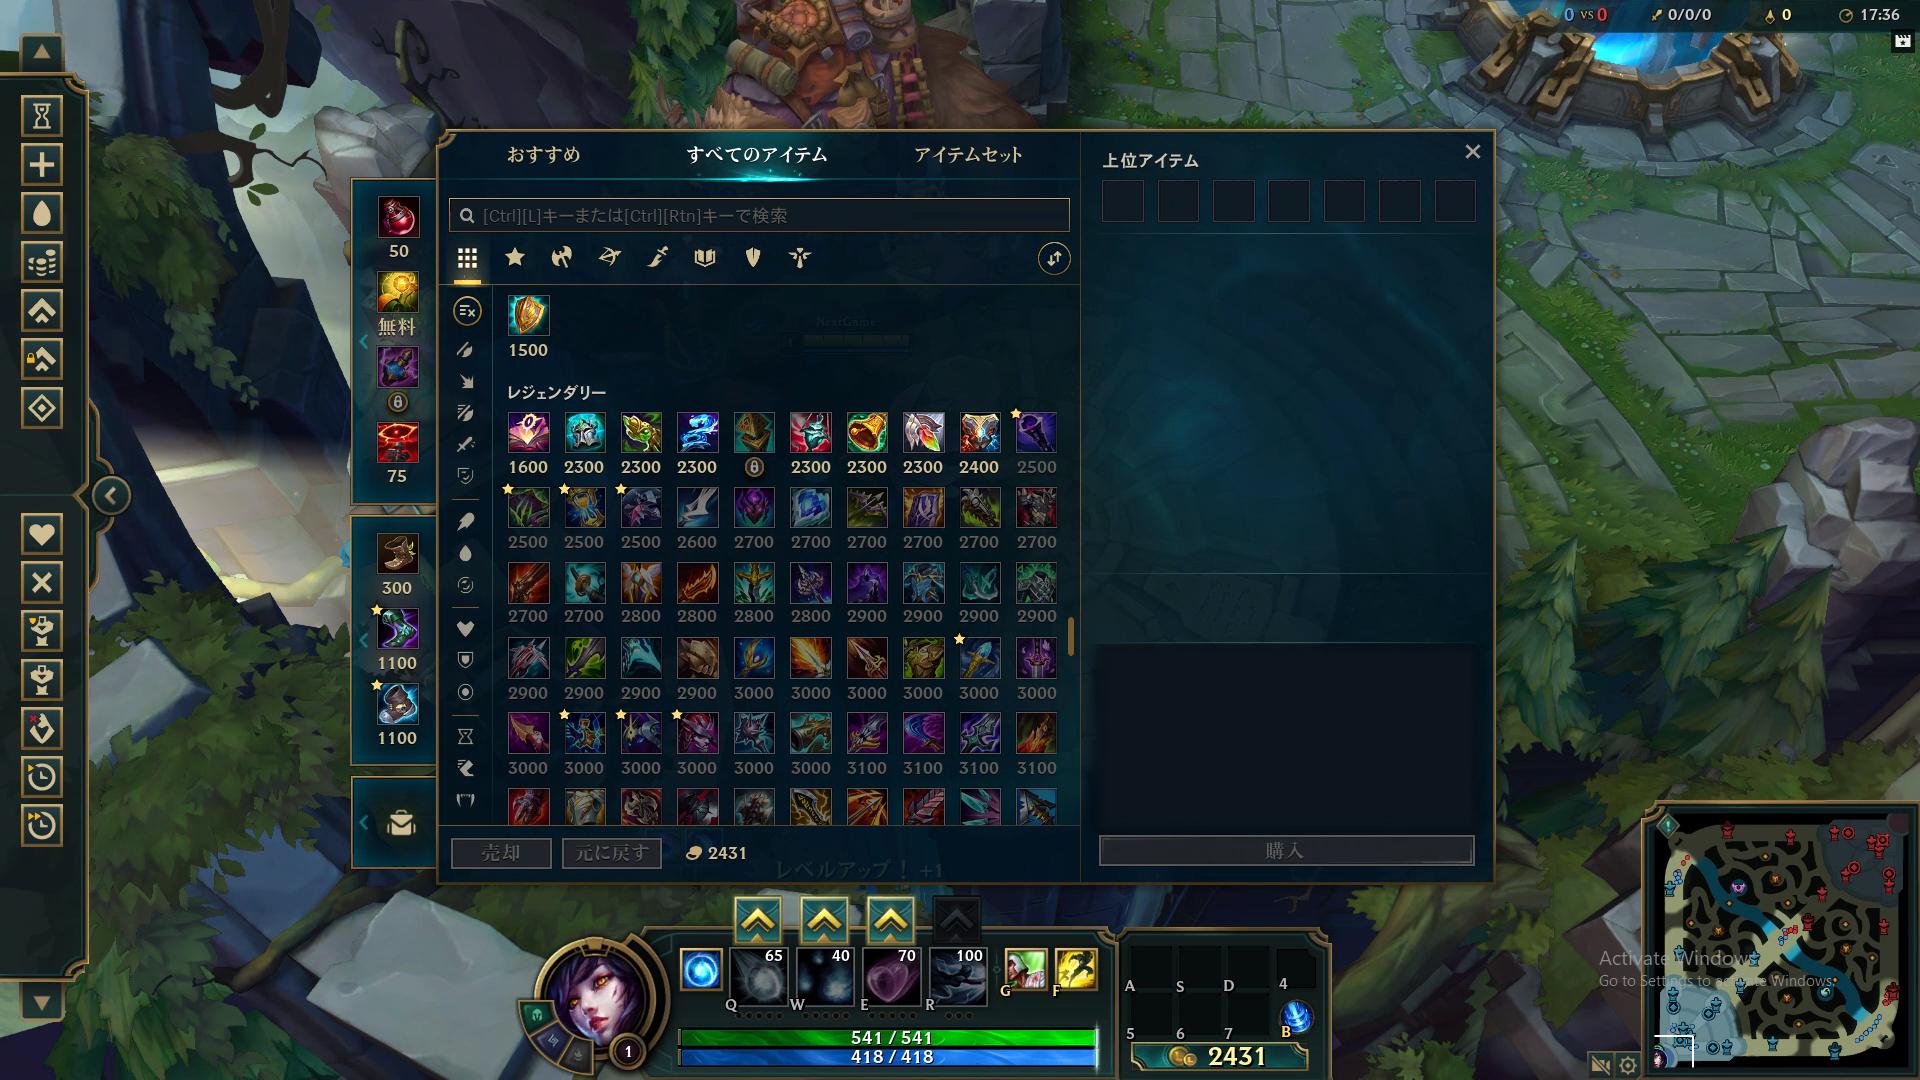 0 vs 0 0/0/0 0 17:36
おすすめ すべてのアイテム アイテムセット
上位アイテム
[Ctrl][L]キーまたは[Ctrl][Rtn]キーで検索
50
無料
75
300
1100
1100
NextGame
1500
レジェンダリー
1600 2300 2300 2300 2300 2300 2300 2400 2500
2500 2500 2500 2600 2700 2700 2700 2700 2700 2700
2700 2700 2800 2800 2800 2800 2900 2900 2900 2900
2900 2900 2900 2900 3000 3000 3000 3000 3000 3000
3000 3000 3000 3000 3000 3000 3100 3100 3100 3100
売却 元に戻す 2431
レベルアップ！ +1
購入
65 40 70 100
Q W E R G F
A S D 4
5 6 7 B
541 / 541
418 / 418
1
2431
Activate Windows
Go to Settings to activate Windows.